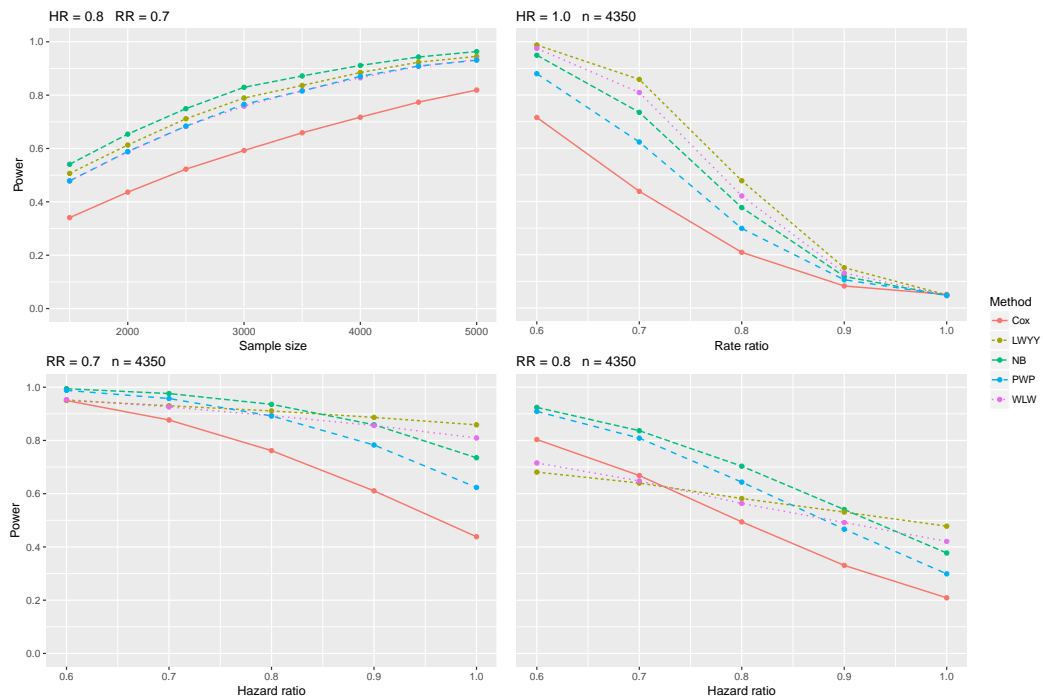 HR = 0.8 RR = 0.7
1.0
0.8
0.6
0.4
0.2
0.0
Power
2000
3000
4000
5000
Sample size
HR = 1.0 n = 4350
0.6
0.7
0.8
0.9
1.0
Rate ratio
RR = 0.7 n = 4350
1.0
0.8
0.6
0.4
0.2
0.0
Power
0.6
0.7
0.8
0.9
1.0
Hazard ratio
RR = 0.8 n = 4350
0.6
0.7
0.8
0.9
1.0
Hazard ratio
Method
Cox
LWYY
NB
PWP
WLW